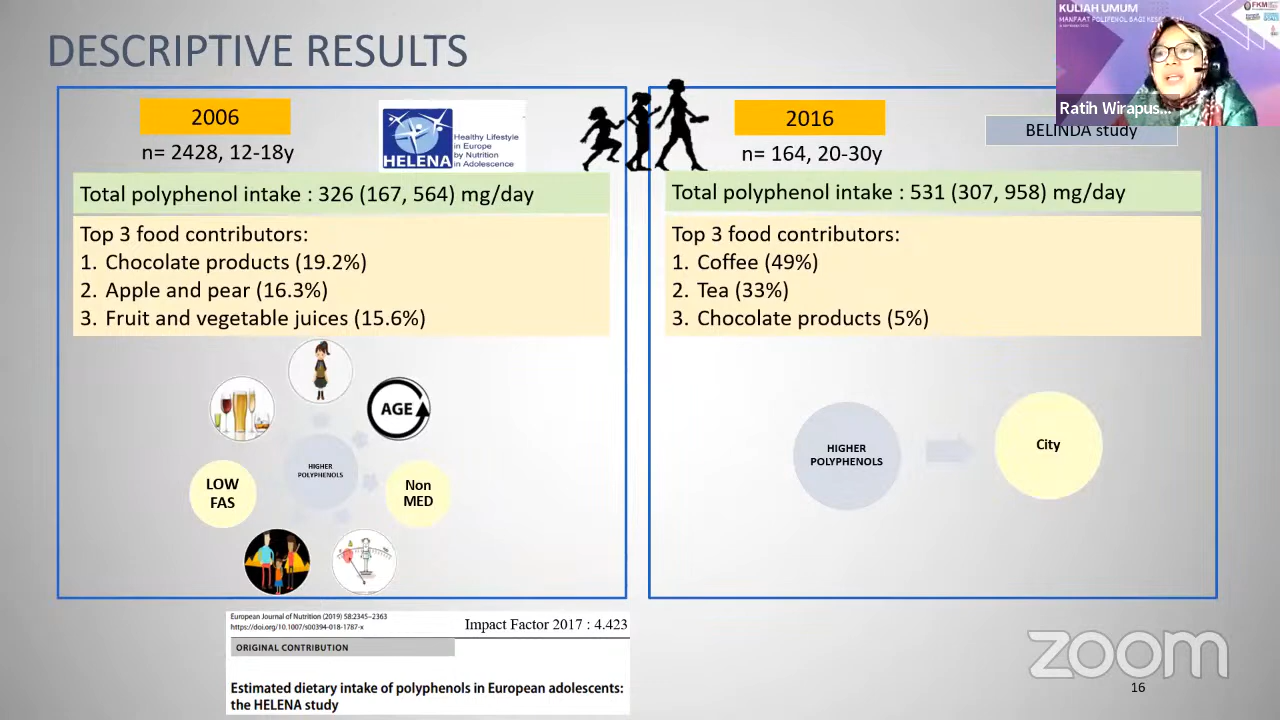 DESCRIPTIVE RESULTS
2006
n= 2428, 12-18y
HELENA
Healthy Lifestyle
in Europe
by Nutrition
in Adolescence
Total polyphenol intake : 326 (167, 564) mg/day
Top 3 food contributors:
1. Chocolate products (19.2%)
2. Apple and pear (16.3%)
3. Fruit and vegetable juices (15.6%)
AGE
HIGHER
POLYPHENOLS
LOW
FAS
Non
MED
2016
n= 164, 20-30y
BELINDA study
Total polyphenol intake : 531 (307, 958) mg/day
Top 3 food contributors:
1. Coffee (49%)
2. Tea (33%)
3. Chocolate products (5%)
HIGHER
POLYPHENOLS
City
KULIAH UMUM
MANFAAT POLIFENOL BAGI
FKM
Ratih Wirapus...
European Journal of Nutrition (2019) 58:2345–2363
https://doi.org/10.1007/s00394-018-1787-x
Impact Factor 2017 : 4.423
ORIGINAL CONTRIBUTION
Estimated dietary intake of polyphenols in European adolescents:
the HELENA study
zoom
16